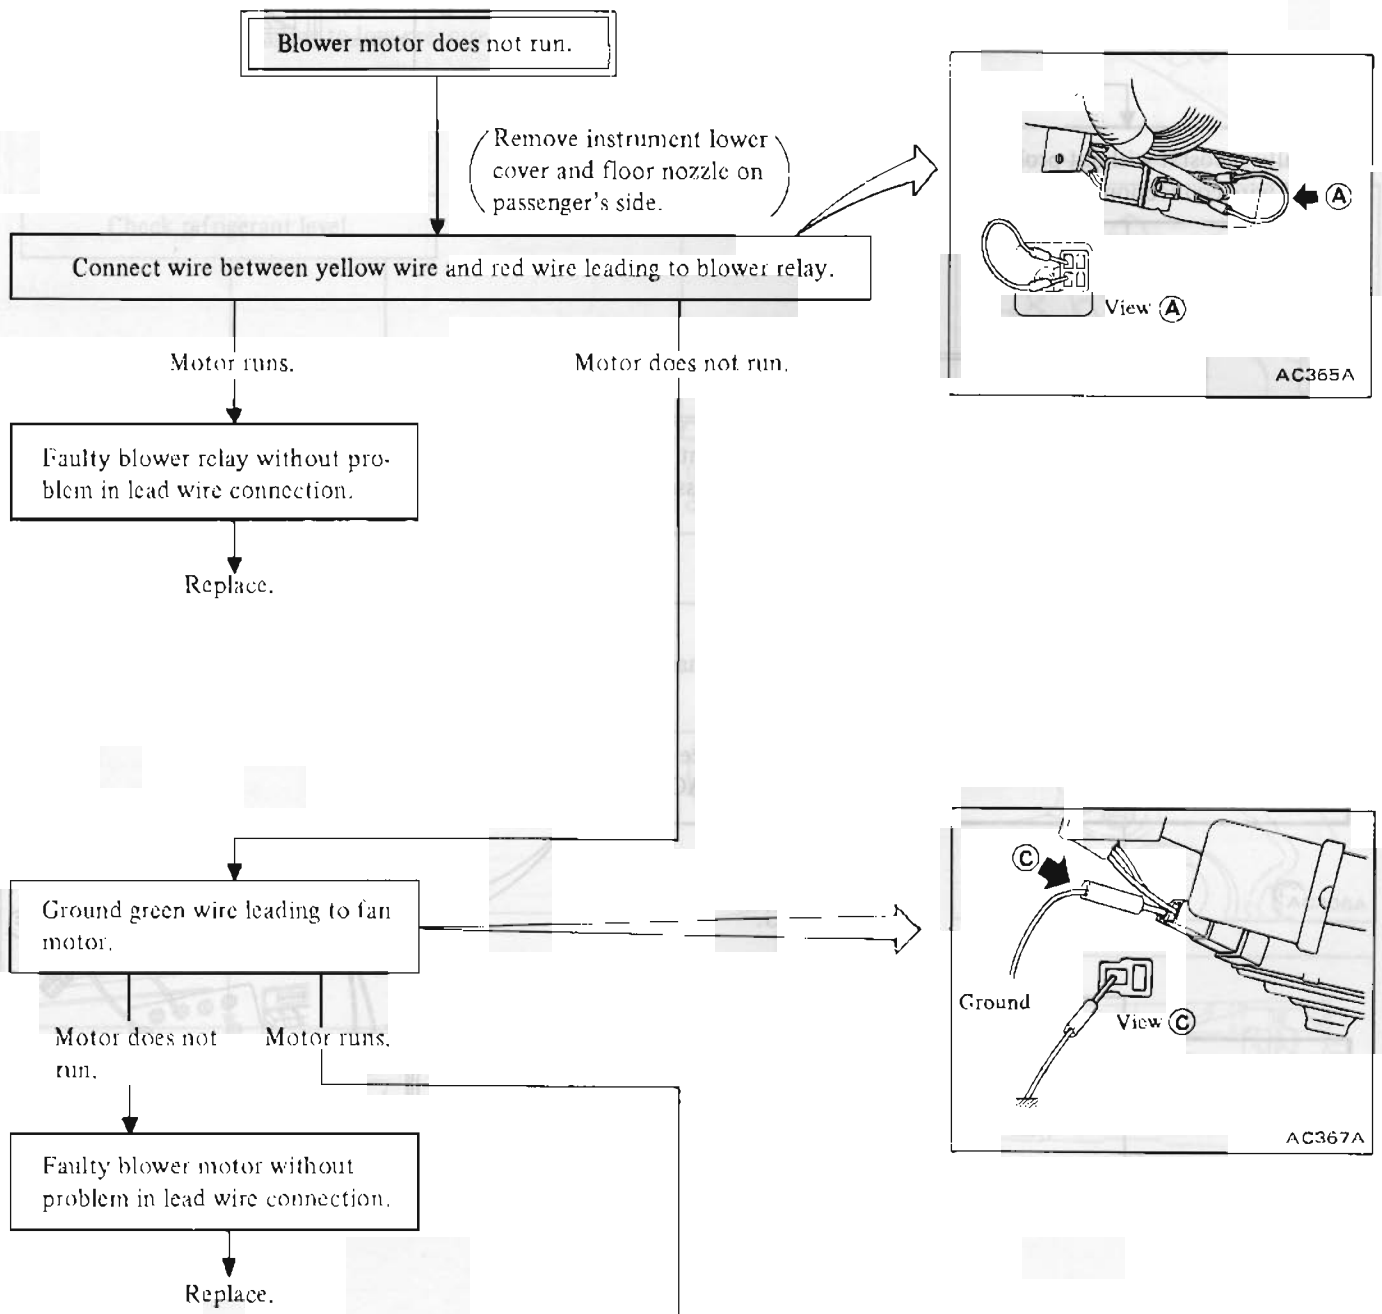 Blower motor does not run.
Remove instrument lower
cover and floor nozzle on
passenger's side.
Connect wire between yellow wire and red wire leading to blower relay.
A
View A
AC365A
Motor runs.
Motor does not run.
Faulty blower relay without pro-
blem in lead wire connection.
Replace.
Ground green wire leading to fan
motor.
C
Ground
View C
AC367A
Motor does not
run.
Motor runs.
Faulty blower motor without
problem in lead wire connection.
Replace.
Check refrigerant level